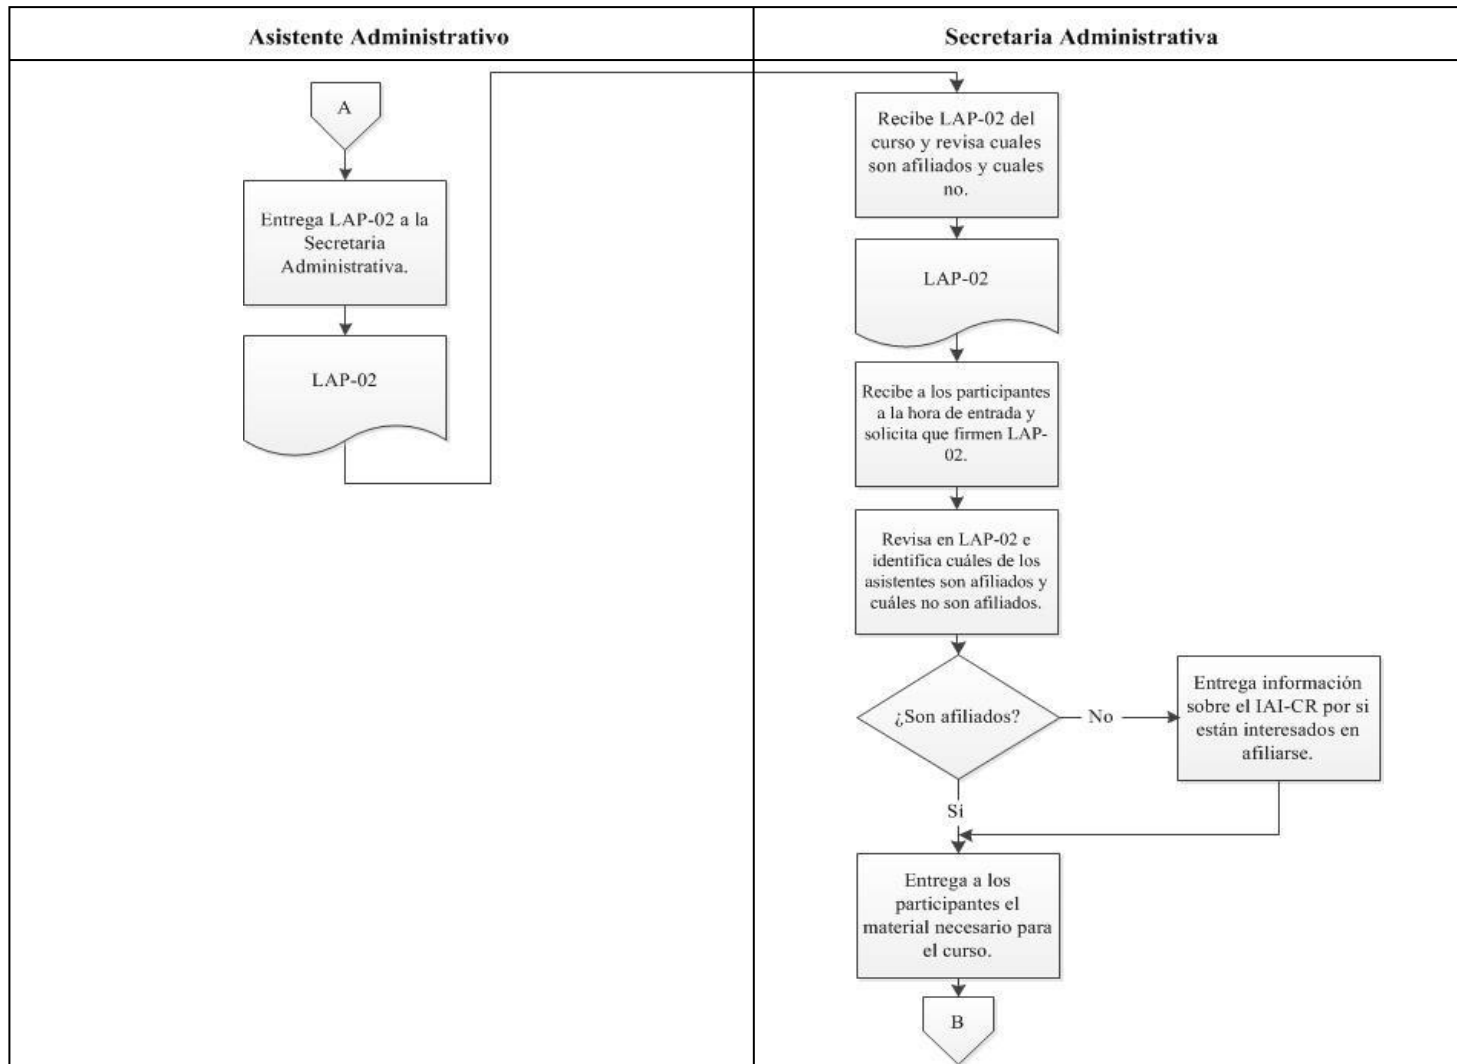 Asistente Administrativo
Secretaria Administrativa
A
Entrega LAP-02 a la
Secretaria
Administrativa.
LAP-02
Recibe LAP-02 del
curso y revisa cuales
son afiliados y cuales
no.
LAP-02
Recibe a los participantes
a la hora de entrada y
solicita que firmen LAP-
02.
Revisa en LAP-02 e
identifica cuáles de los
asistentes son afiliados y
cuáles no son afiliados.
¿Son afiliados?
No
Entrega información
sobre el IAI-CR por si
están interesados en
afiliarse.
Si
Entrega a los
participantes el
material necesario para
el curso.
B